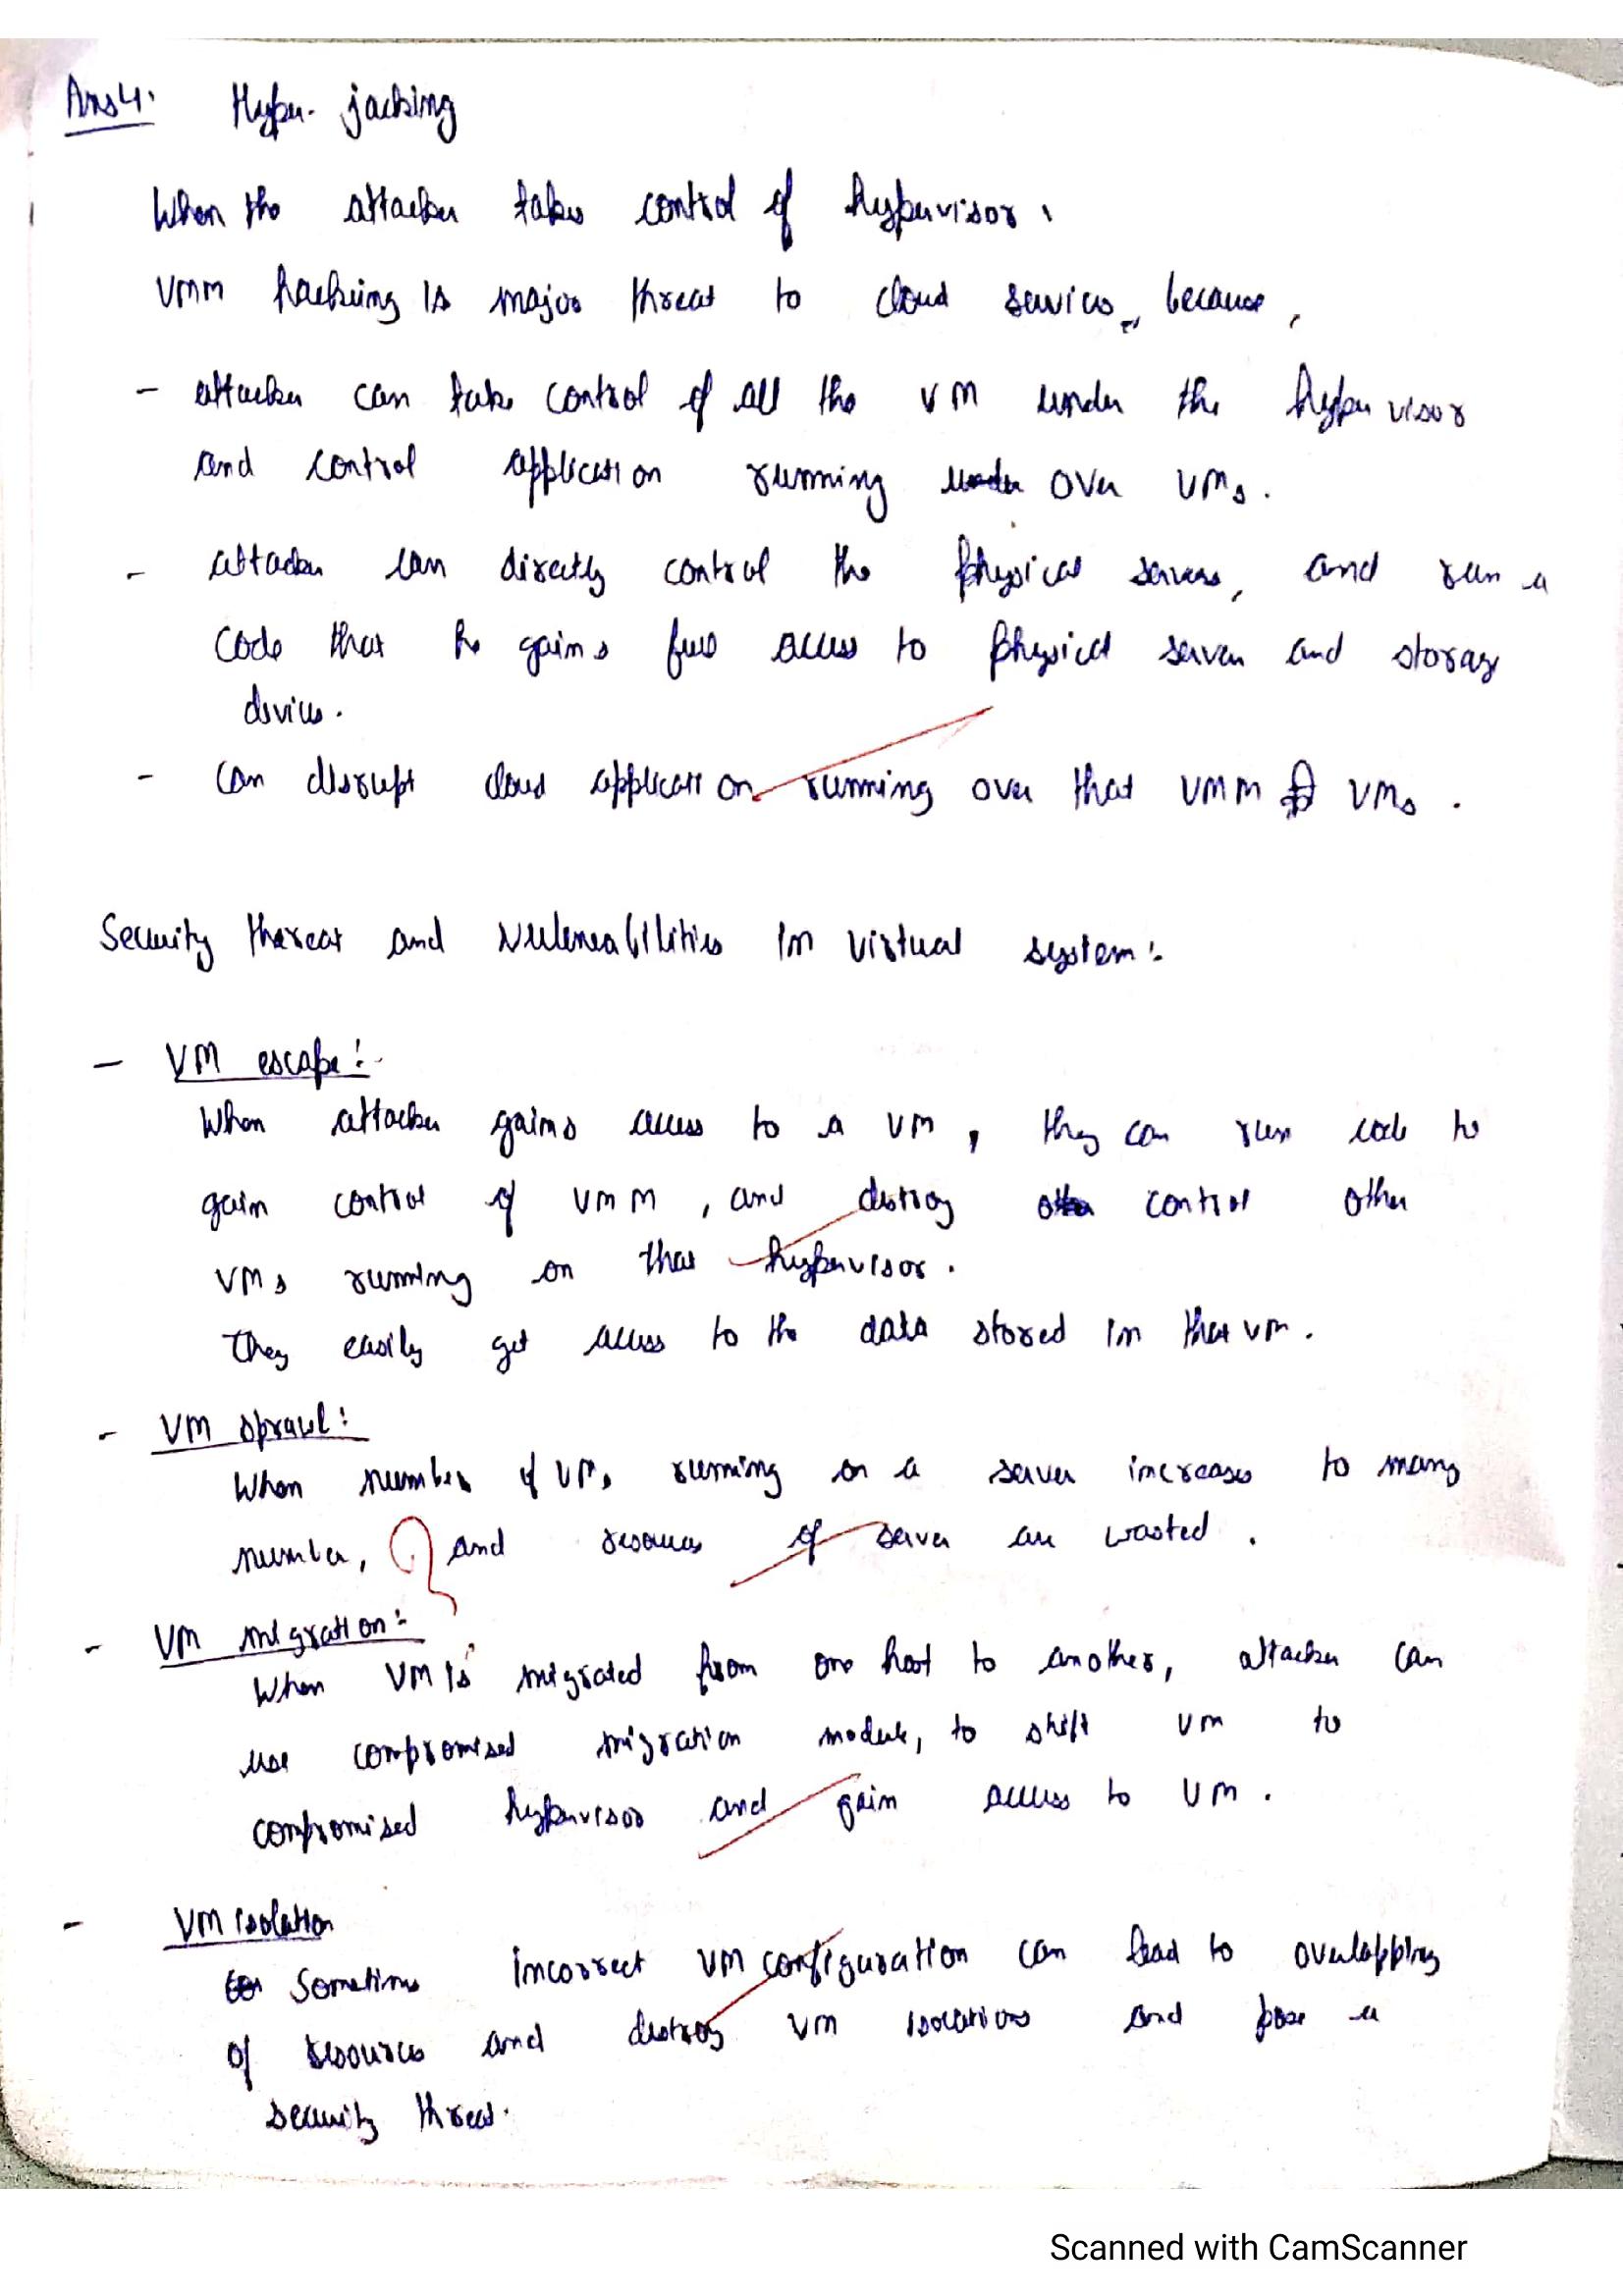 Ans4. Hyper-jacking
When the attacker takes control of hypervisor.
VMM hacking is major threat to cloud services, because,
- attacker can take control of all the VM under the hypervisor
and control application running over VMs.
- attacker can directly control the physical servers, and run a
code that he gains full access to physical server and storage
devices.
- can disrupt cloud application running over that VMM VMs.
Security thereat and Vulnerabilities in virtual system:
- VM escape:-
When attacker gains access to a VM, they can run code to
gain control of VMM, and destroy control other
VMs running on that hypervisor.
They easily get access to the data stored in that VM.
- VM sprawl:
When number of VMs running on a server increases to many
number, and resources of server are wasted.
- VM migration:-
When VM is migrated from one host to another, attacker can
use compromised migration module, to shift VM to
compromised hypervisor and gain access to VM.
- VM isolation
Sometimes incorrect VM configuration can lead to overlapping
of resources and destroy VM isolations and pose a
security threat.
Scanned with CamScanner